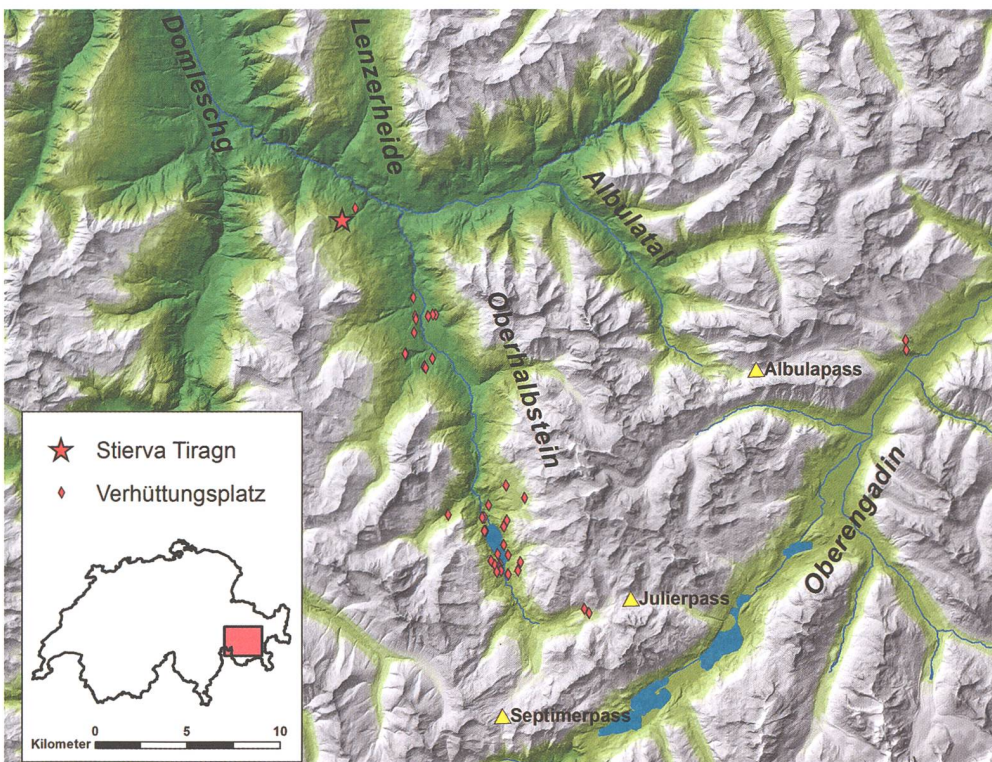 Domleschg
Lenzerheide
Albulatal
Oberhalbstein
Albulapass
Oberengadin
Julierpass
Septimerpass
Stierva Tiragn
Verhüttungsplatz
0 5 10
Kilometer